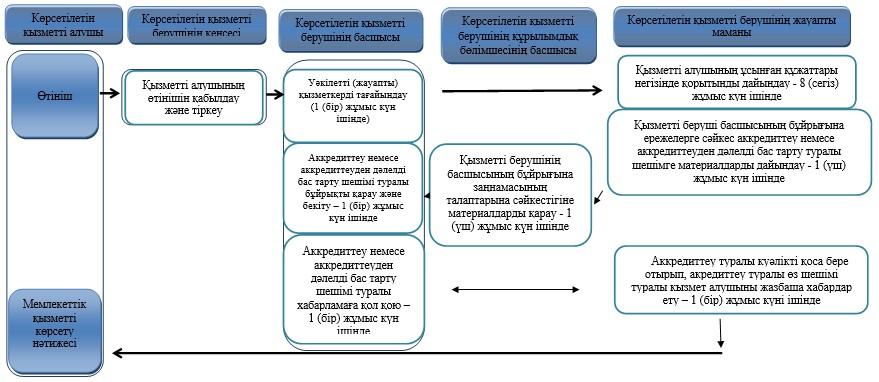 Көрсетілетін
қызметті алушы
Көрсетілетін қызметті
берушінің кеңсесі
Көрсетілетін қызметті
берушінің басшысы
Көрсетілетін қызметті
берушінің құрылымдық
бөлімшесінің басшысы
Көрсетілетін қызметті берушінің жауапты
маманы
Өтініш
Қызметті алушының
өтінішін қабылдау
және тіркеу
Уәкілетті (жауапты)
қызметкерді тағайындау
(1 (бір) жұмыс күн
ішінде)
Қызметті алушының ұсынған құжаттары
негізінде қорытынды дайындау - 8 (сегіз)
жұмыс күн ішінде
Қызметті беруші басшысының бұйрығына
ережелерге сәйкес аккредиттеу немесе
аккредиттеуден дәлелді бас тарту туралы
шешімге материалдарды дайындау - 1 (үш)
жұмыс күн ішінде
Қызметті берушінің
басшысының бұйрығына
заңнамасының
талаптарына сәйкестігіне
материалдарды қарау - 1
(үш) жұмыс күн ішінде
Аккредиттеу немесе
аккредиттеуден дәлелді
бас тарту шешімі туралы
бұйрықты қарау және
бекіту – 1 (бір) жұмыс
күн ішінде
Аккредиттеу немесе
аккредиттеуден
дәлелді бас тарту
шешімі туралы
хабарламаға қол қою –
1 (бір) жұмыс күн
ішінде
Аккредиттеу туралы куәлікті қоса бере
отырып, акредиттеу туралы өз шешімі
туралы қызмет алушыны жазбаша хабардар
ету – 1 (бір) жұмыс күні ішінде
Мемлекеттік
қызметті
көрсету
нәтижесі